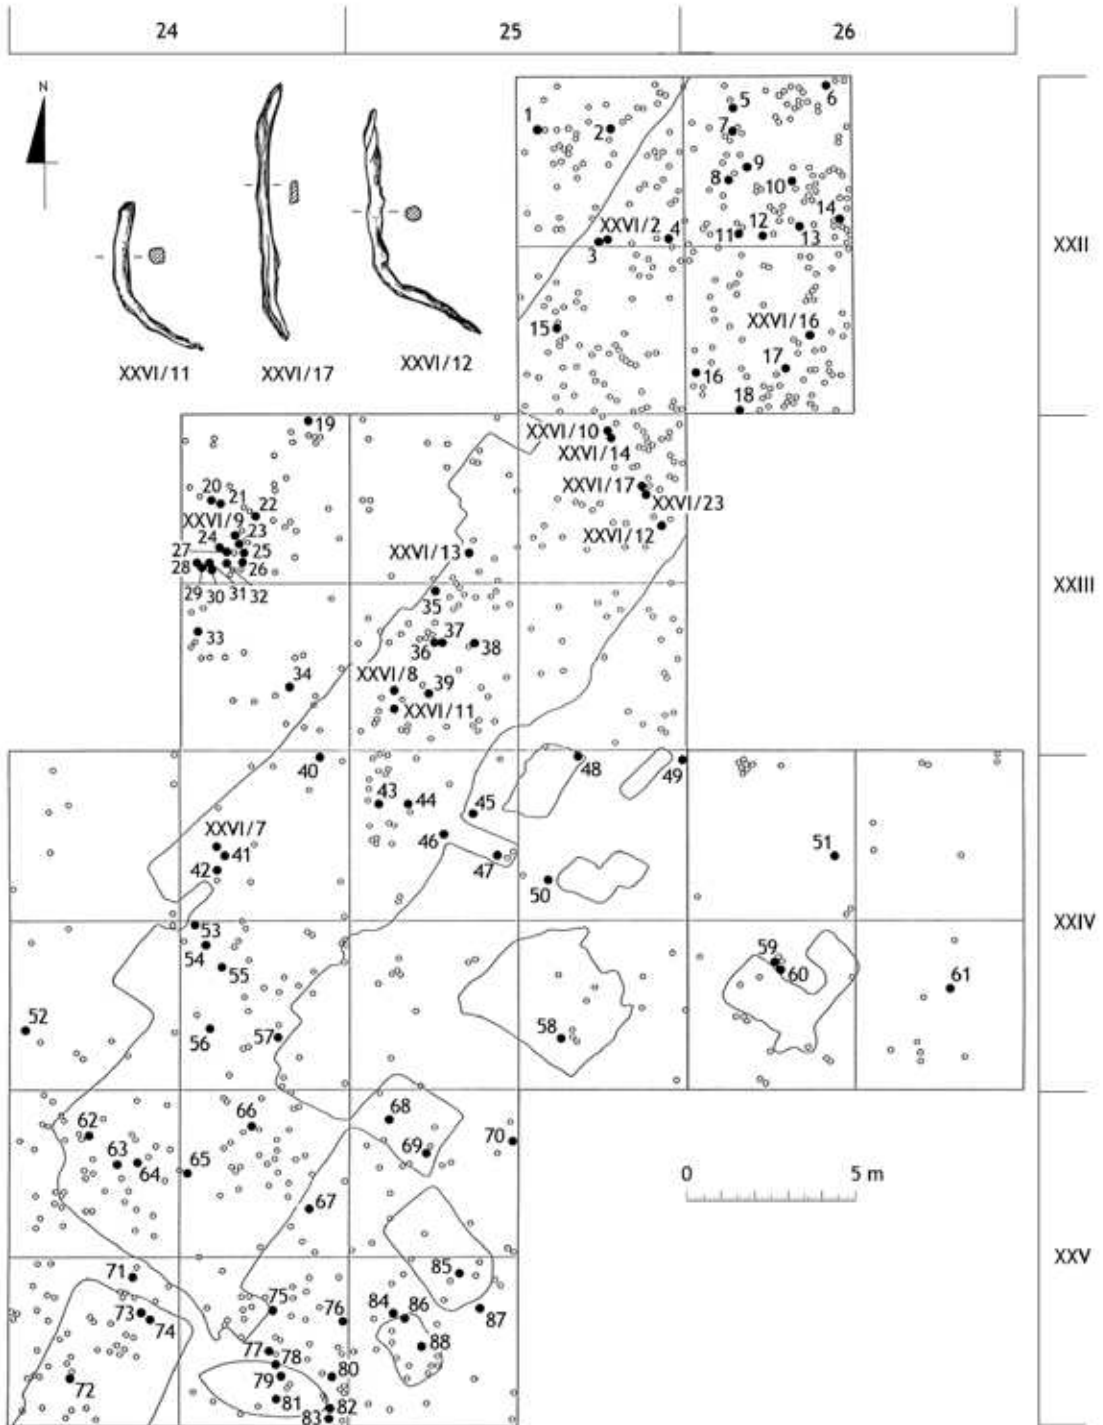 24 25 26
N
XXVI/11 XXVI/17 XXVI/12
XXII
XXIII
XXIV
XXV
5 6
1 2 7
9
8 10
XXVI/2 4 14
3 11 12 13
15 XXVI/16
16 17
18
19 XXVI/10
XXVI/14
20 21 22 XXVI/17
XXVI/9 23 XXVI/23
24 XXVI/12
27 25 XXVI/13
28 26
29 30 31 32 35
33 37
36 38
34 XXVI/8 39
XXVI/11
40 48 49
43 44 45
XXVI/7 46
41 51
42 47
50
53
54 59
55 60 61
52 56 57 58
62 66 68
63 64 65 69 70
0 5 m
67
71 85
73 74 75 76 84 86 87
77 78 88
72 79 80
81 82
83